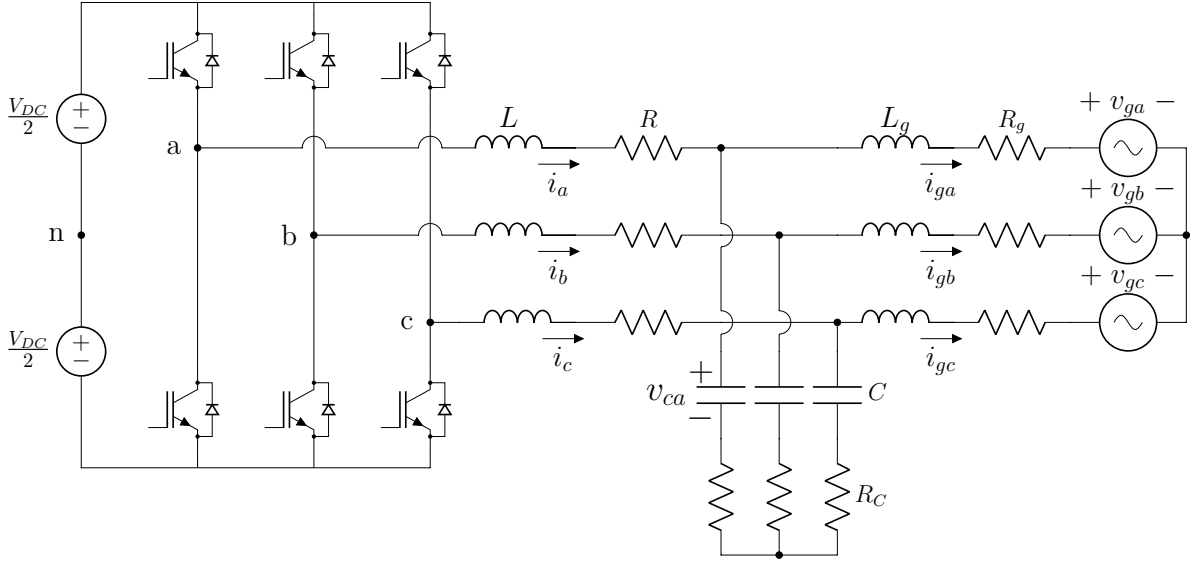 V_DC/2
+
−
a
n
b
c
V_DC/2
+
−
L
R
i_a
i_b
i_c
L_g
R_g
i_ga
i_gb
i_gc
+ v_ga −
+ v_gb −
+ v_gc −
+
v_ca
−
C
R_C